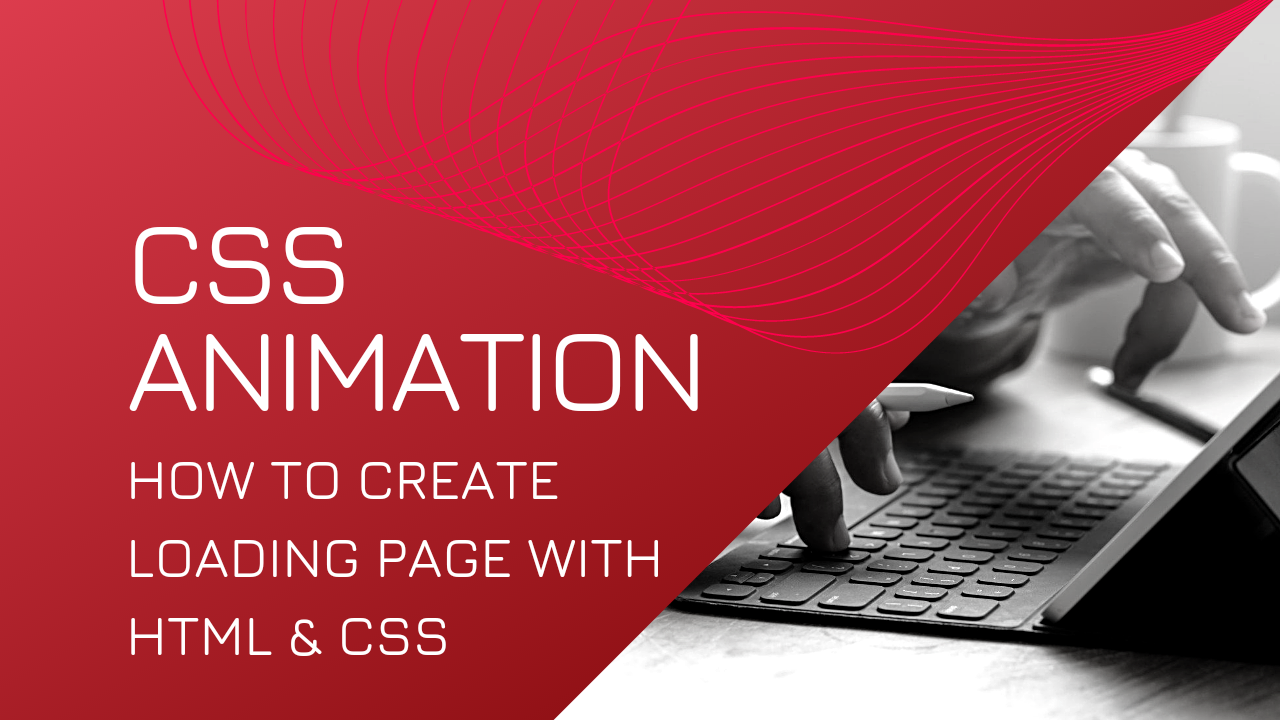 CSS
ANIMATION
HOW TO CREATE
LOADING PAGE WITH
HTML & CSS